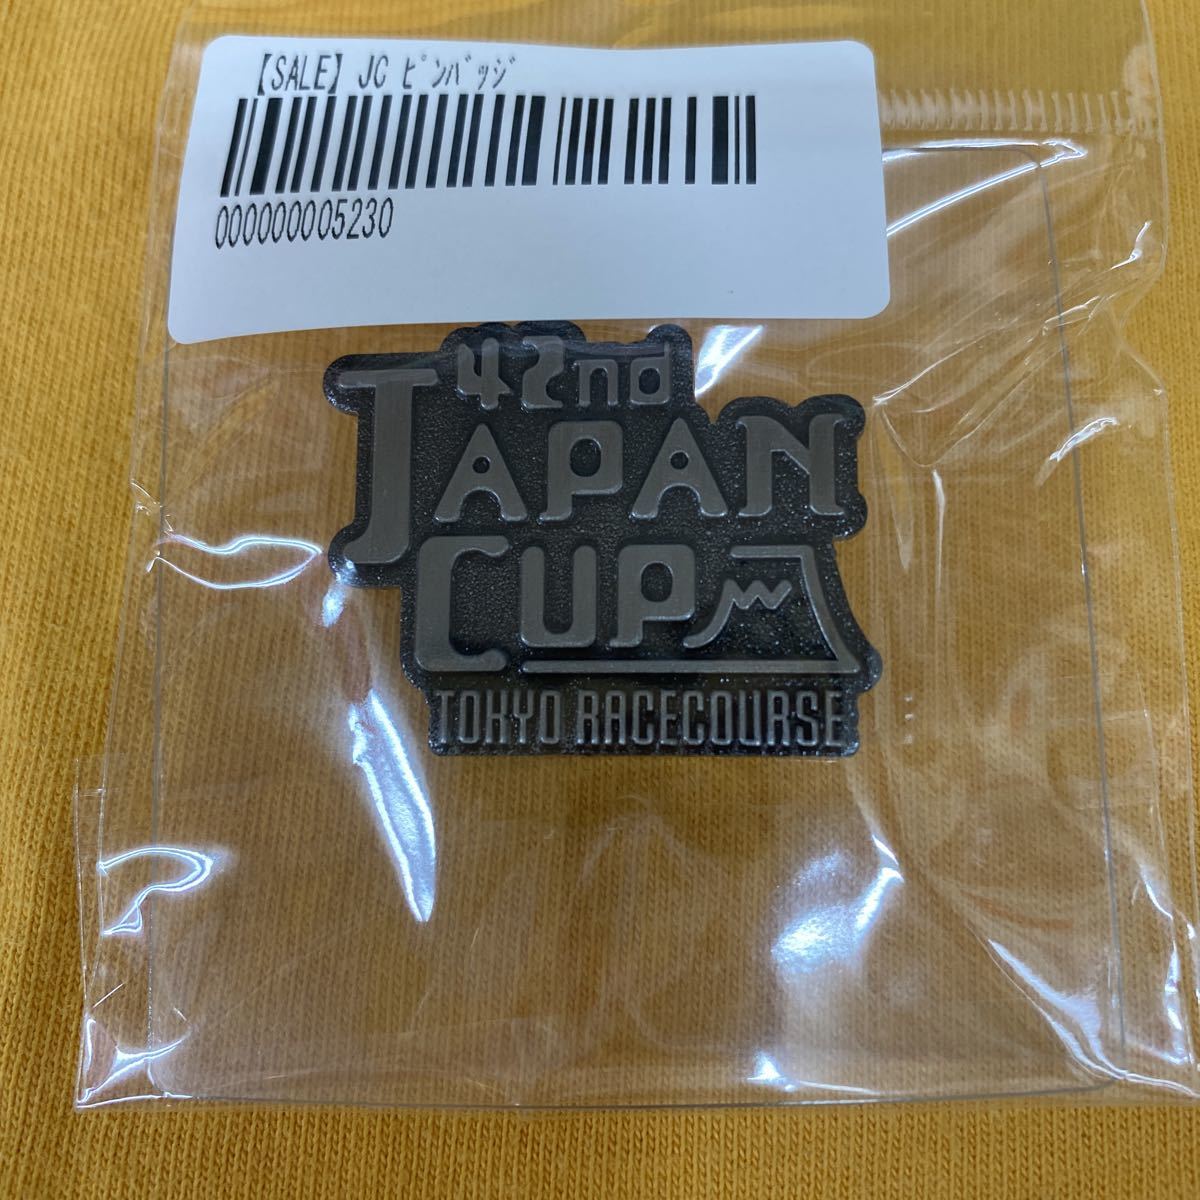 【SALE】 JC ﾋﾟﾝﾊﾞｯｼﾞ
000000005230
42nd
JAPAN
CUP
TOKYO RACECOURSE